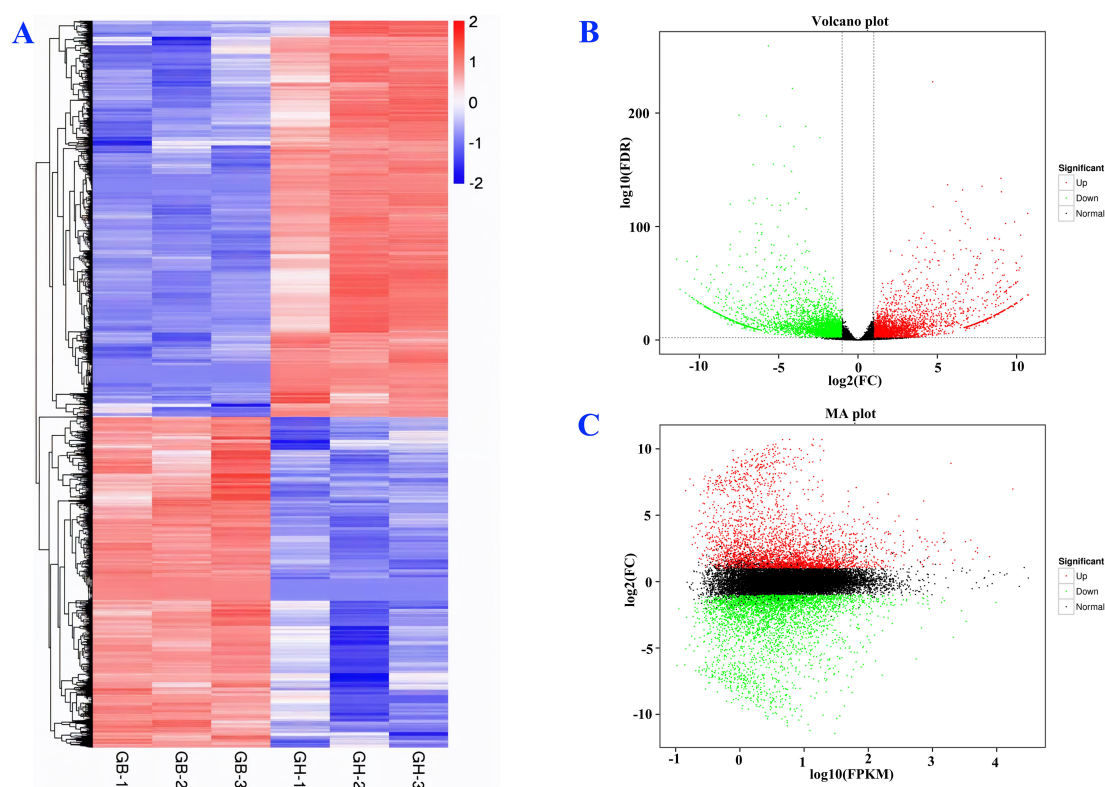 A
2
1
0
-1
-2
GB-1
GB-2
GB-3
GH-1
GH-2
GH-3
B
Volcano plot
log10(FDR)
200
100
0
-10
-5
0
5
10
log2(FC)
Significant
Up
Down
Normal
C
MA plot
log2(FC)
10
5
0
-5
-10
-1
0
1
2
3
4
log10(FPKM)
Significant
Up
Down
Normal